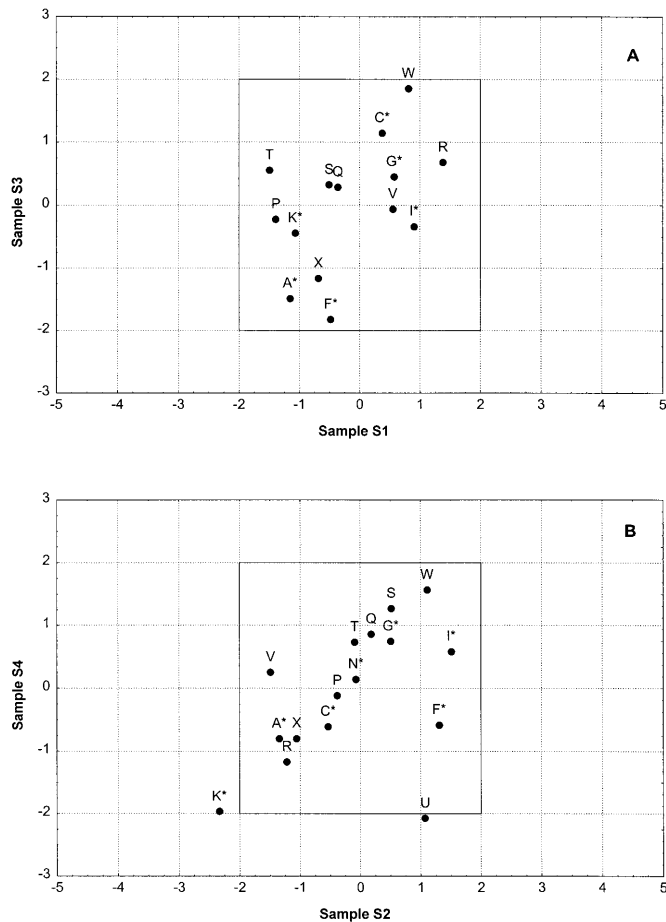 3
A
W
2
C*
1
T
G*
R
S Q
Sample S3
0
P
V
K*
I*
-1
X
A*
F*
-2
-3
-5 -4 -3 -2 -1 0 1 2 3 4 5
Sample S1
3
B
2
W
S
1
T
Q
G*
I*
V
N*
Sample S4
0
P
A* X
C*
F*
-1
R
K*
U
-2
-3
-5 -4 -3 -2 -1 0 1 2 3 4 5
Sample S2